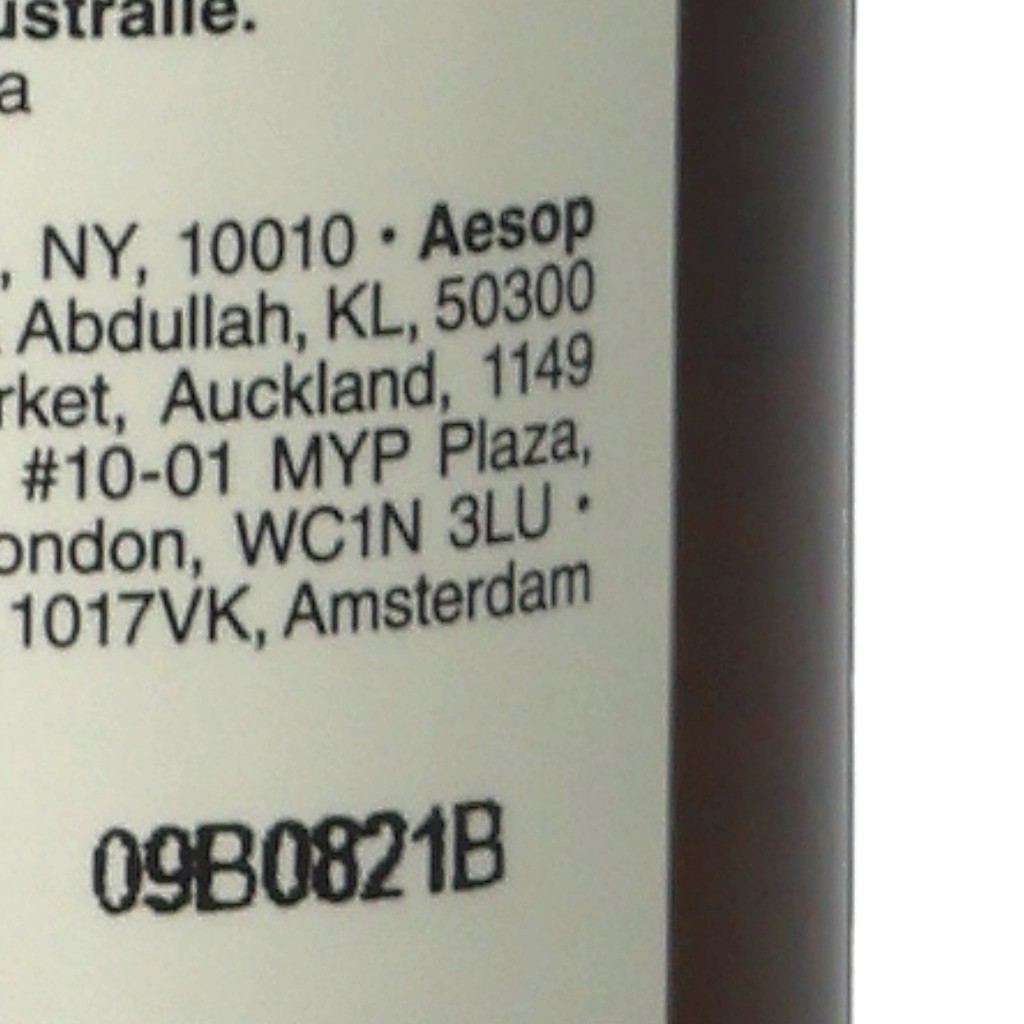 ustralie.
a
, NY, 10010 • Aesop
Abdullah, KL, 50300
rket, Auckland, 1149
#10-01 MYP Plaza,
ondon, WC1N 3LU •
1017VK, Amsterdam
09B0821B